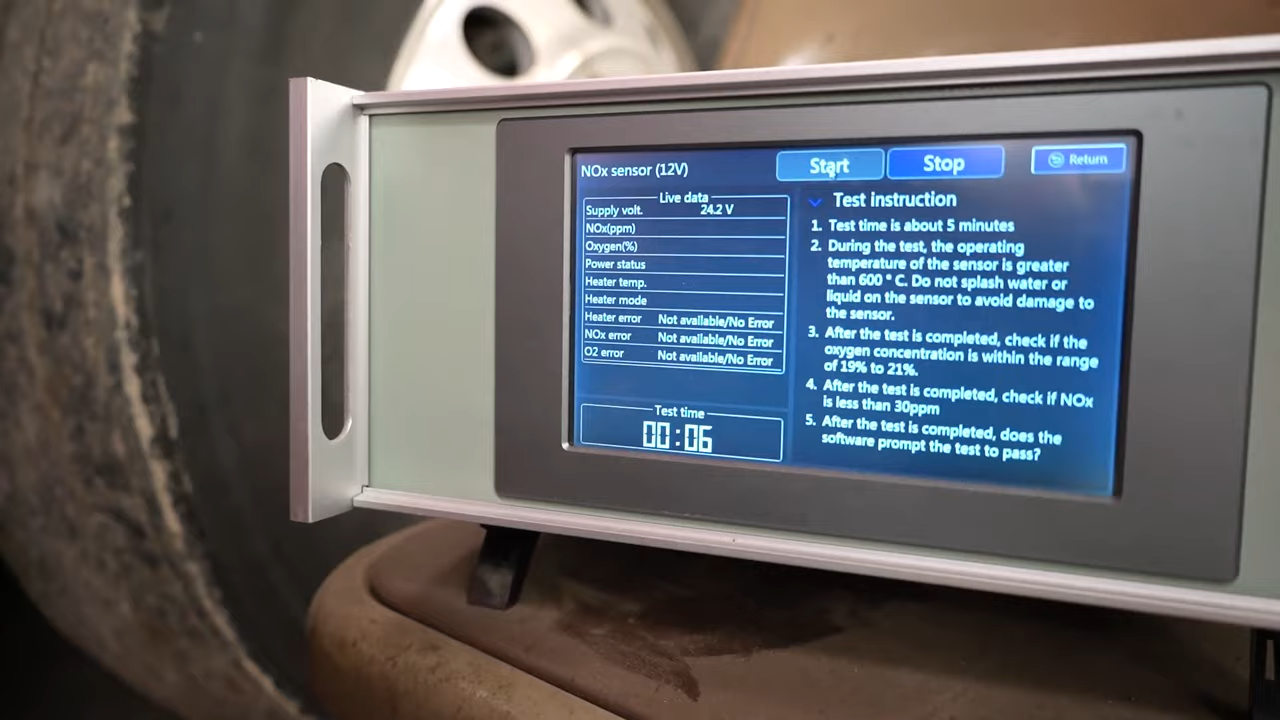 NOx sensor (12V)
Start
Stop
Return
Live data
Supply volt. 24.2 V
NOx(ppm)
Oxygen(%)
Power status
Heater temp.
Heater mode
Heater error Not available/No Error
NOx error Not available/No Error
O2 error Not available/No Error
Test time
00:06
Test instruction
1. Test time is about 5 minutes
2. During the test, the operating
temperature of the sensor is greater
than 600 ° C. Do not splash water or
liquid on the sensor to avoid damage to
the sensor.
3. After the test is completed, check if the
oxygen concentration is within the range
of 19% to 21%.
4. After the test is completed, check if NOx
is less than 30ppm
5. After the test is completed, does the
software prompt the test to pass?